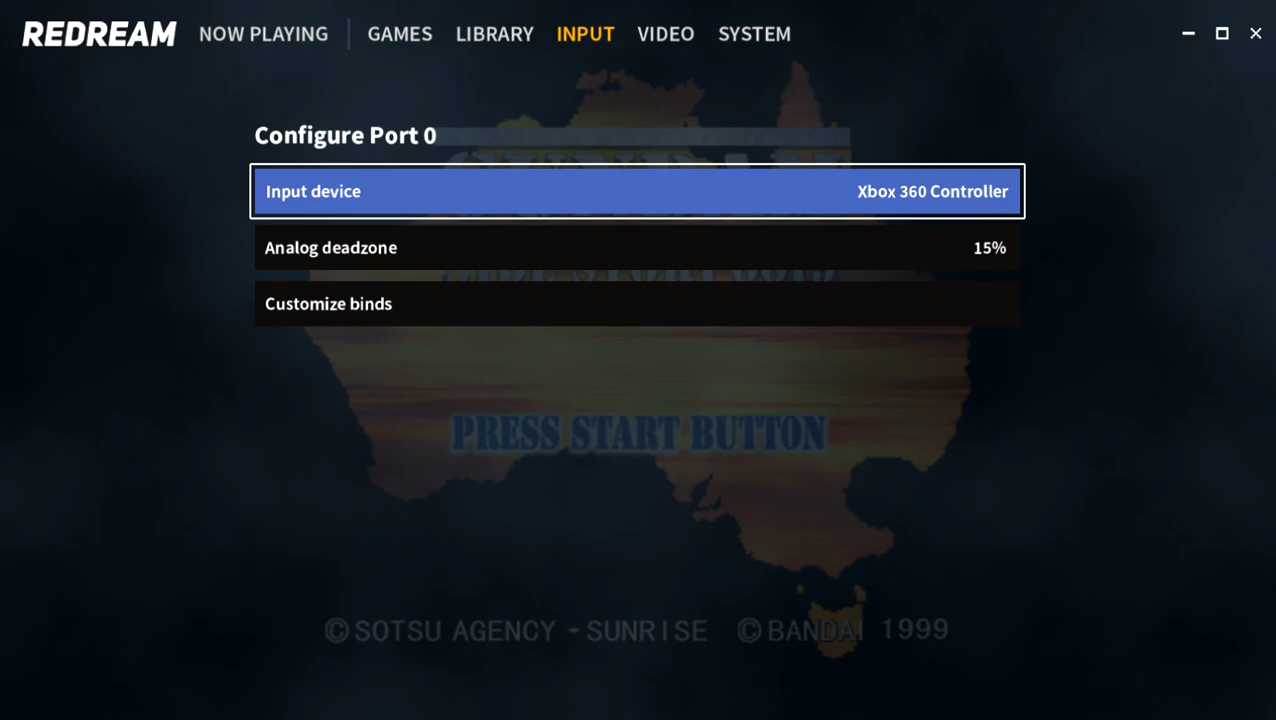 REDREAM NOW PLAYING GAMES LIBRARY INPUT VIDEO SYSTEM
Configure Port 0
Input device Xbox 360 Controller
Analog deadzone 15%
Customize binds
PRESS START BUTTON
©SOTSU AGENCY - SUNRISE ©BANDAI 1999